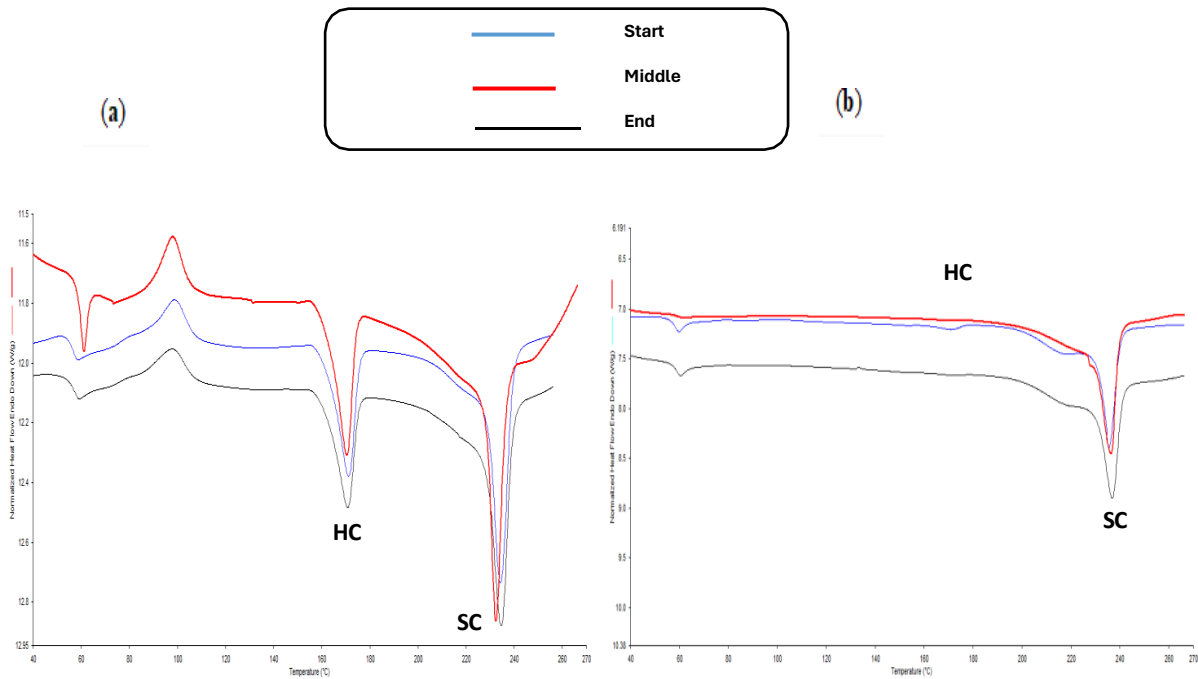 Start
Middle
End
(a)
(b)
11.5
11.6
11.8
12.0
12.2
12.4
12.6
12.8
12.95
Normalized Heat Flow Endo Down (W/g)
HC
SC
40 60 80 100 120 140 160 180 200 220 240 260 270
Temperature (°C)
6.191
6.5
7.0
7.5
8.0
8.5
9.0
9.5
10.0
10.38
Normalized Heat Flow Endo Down (W/g)
HC
SC
40 60 80 100 120 140 160 180 200 220 240 260 270
Temperature (°C)